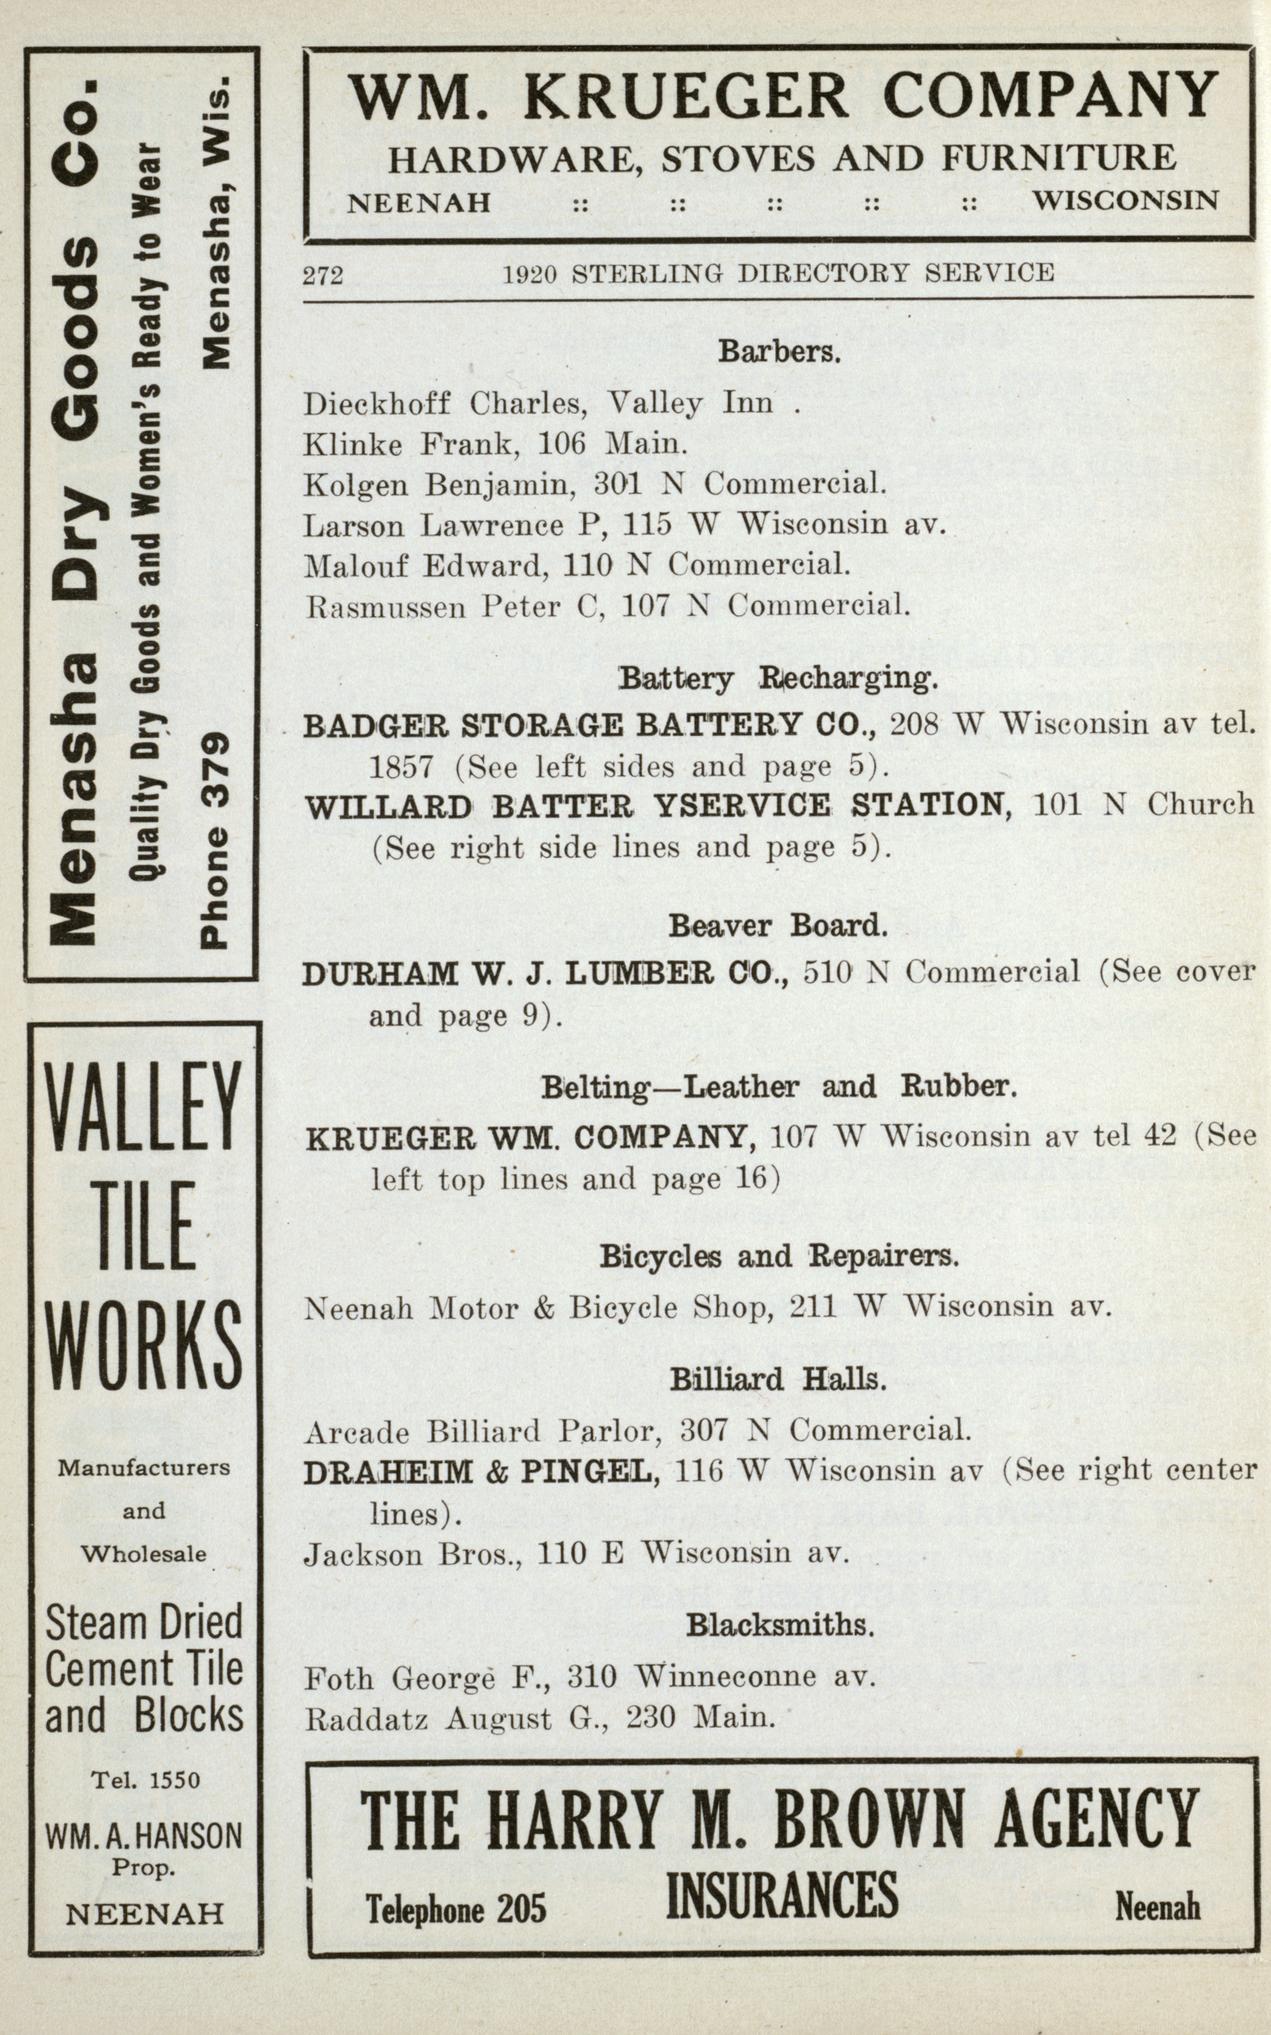 WM. KRUEGER COMPANY
HARDWARE, STOVES AND FURNITURE
NEENAH :: :: :: :: :: WISCONSIN
272 1920 STERLING DIRECTORY SERVICE
Barbers.
Dieckhoff Charles, Valley Inn .
Klinke Frank, 106 Main.
Kolgen Benjamin, 301 N Commercial.
Larson Lawrence P, 115 W Wisconsin av.
Malouf Edward, 110 N Commercial.
Rasmussen Peter C, 107 N Commercial.
Battery Recharging.
BADGER STORAGE BATTERY CO., 208 W Wisconsin av tel.
1857 (See left sides and page 5).
WILLARD BATTER YSERVICE STATION, 101 N Church
(See right side lines and page 5).
Beaver Board.
DURHAM W. J. LUMBER CO., 510 N Commercial (See cover
and page 9).
Belting—Leather and Rubber.
KRUEGER WM. COMPANY, 107 W Wisconsin av tel 42 (See
left top lines and page 16)
Bicycles and Repairers.
Neenah Motor & Bicycle Shop, 211 W Wisconsin av.
Billiard Halls.
Arcade Billiard Parlor, 307 N Commercial.
DRAHEIM & PINGEL, 116 W Wisconsin av (See right center
lines).
Jackson Bros., 110 E Wisconsin av.
Blacksmiths.
Foth George F., 310 Winneconne av.
Raddatz August G., 230 Main.
THE HARRY M. BROWN AGENCY
Telephone 205 INSURANCES Neenah
Menasha Dry Goods Co.
Quality Dry Goods and Women's Ready to Wear
Phone 379 Menasha, Wis.
VALLEY
TILE
WORKS
Manufacturers
and
Wholesale
Steam Dried
Cement Tile
and Blocks
Tel. 1550
WM. A. HANSON
Prop.
NEENAH